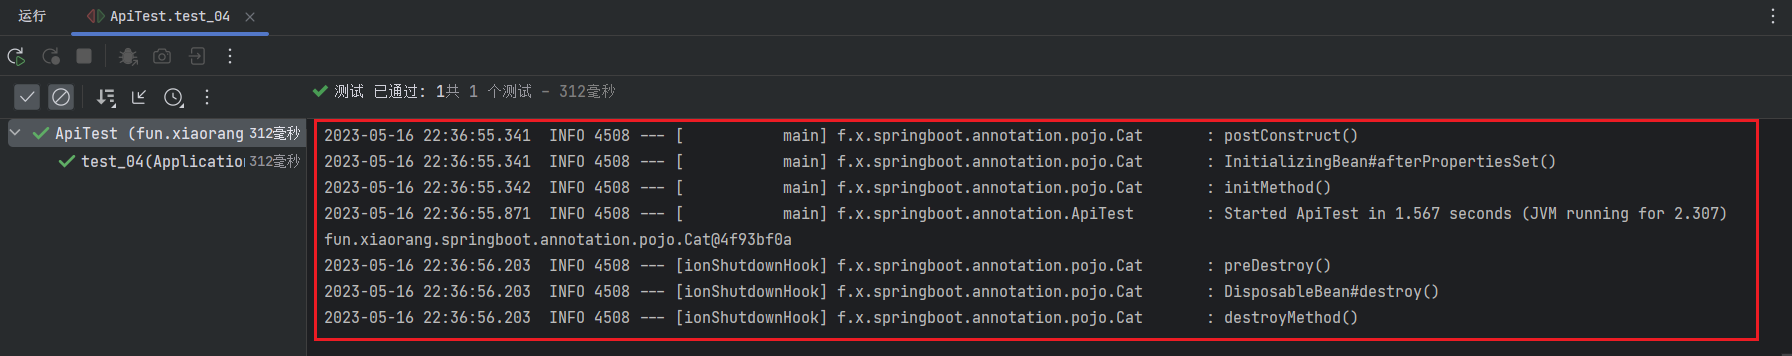 运行 ApiTest.test_04
测试 已通过: 1共 1 个测试 - 312毫秒
ApiTest (fun.xiaorang 312毫秒
test_04(Application 312毫秒
2023-05-16 22:36:55.341  INFO 4508 --- [           main] f.x.springboot.annotation.pojo.Cat       : postConstruct()
2023-05-16 22:36:55.341  INFO 4508 --- [           main] f.x.springboot.annotation.pojo.Cat       : InitializingBean#afterPropertiesSet()
2023-05-16 22:36:55.342  INFO 4508 --- [           main] f.x.springboot.annotation.pojo.Cat       : initMethod()
2023-05-16 22:36:55.871  INFO 4508 --- [           main] f.x.springboot.annotation.ApiTest        : Started ApiTest in 1.567 seconds (JVM running for 2.307)
fun.xiaorang.springboot.annotation.pojo.Cat@4f93bf0a
2023-05-16 22:36:56.203  INFO 4508 --- [ionShutdownHook] f.x.springboot.annotation.pojo.Cat       : preDestroy()
2023-05-16 22:36:56.203  INFO 4508 --- [ionShutdownHook] f.x.springboot.annotation.pojo.Cat       : DisposableBean#destroy()
2023-05-16 22:36:56.203  INFO 4508 --- [ionShutdownHook] f.x.springboot.annotation.pojo.Cat       : destroyMethod()